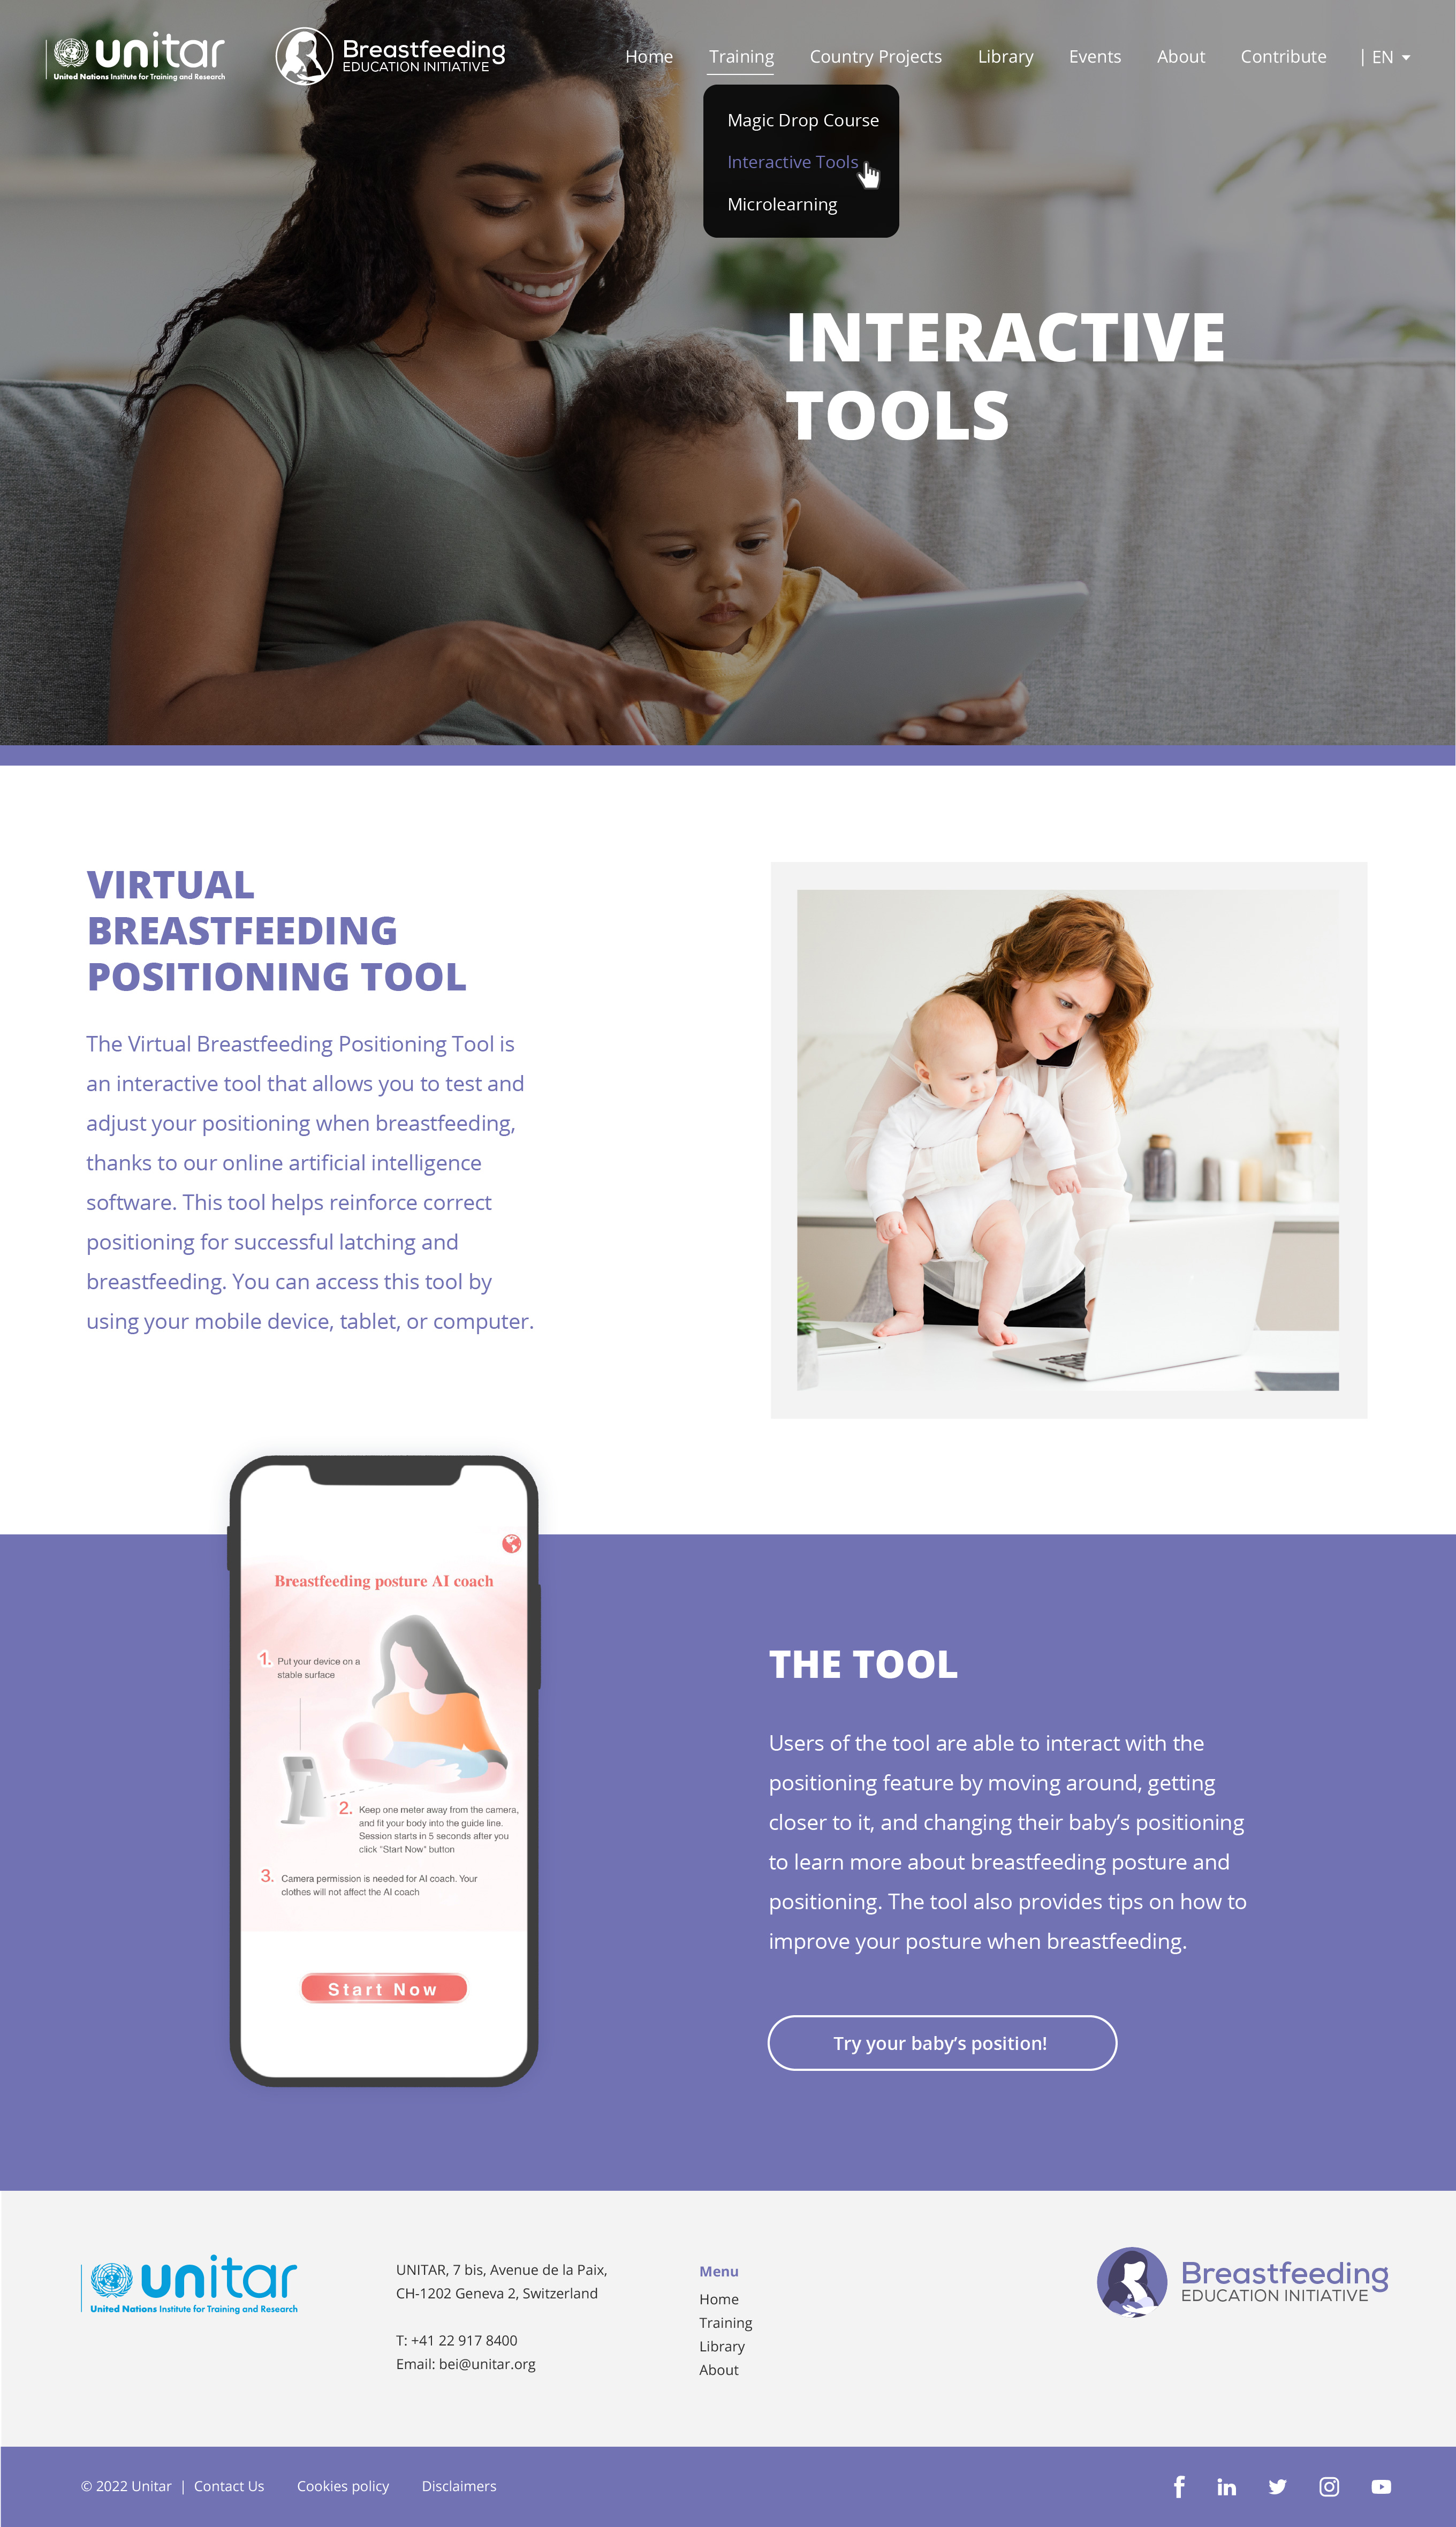 unitar
United Nations Institute for Training and Research
Breastfeeding
EDUCATION INITIATIVE
Home Training Country Projects Library Events About Contribute | EN
Magic Drop Course
Interactive Tools
Microlearning
INTERACTIVE
TOOLS
VIRTUAL
BREASTFEEDING
POSITIONING TOOL
The Virtual Breastfeeding Positioning Tool is
an interactive tool that allows you to test and
adjust your positioning when breastfeeding,
thanks to our online artificial intelligence
software. This tool helps reinforce correct
positioning for successful latching and
breastfeeding. You can access this tool by
using your mobile device, tablet, or computer.
Breastfeeding posture AI coach
1. Put your device on a
stable surface
2. Keep one meter away from the camera,
and fit your body into the guide line.
Session starts in 5 seconds after you
click "Start Now" button
3. Camera permission is needed for AI coach. Your
clothes will not affect the AI coach
Start Now
THE TOOL
Users of the tool are able to interact with the
positioning feature by moving around, getting
closer to it, and changing their baby’s positioning
to learn more about breastfeeding posture and
positioning. The tool also provides tips on how to
improve your posture when breastfeeding.
Try your baby’s position!
unitar
United Nations Institute for Training and Research
UNITAR, 7 bis, Avenue de la Paix,
CH-1202 Geneva 2, Switzerland
T: +41 22 917 8400
Email: bei@unitar.org
Menu
Home
Training
Library
About
Breastfeeding
EDUCATION INITIATIVE
© 2022 Unitar | Contact Us Cookies policy Disclaimers